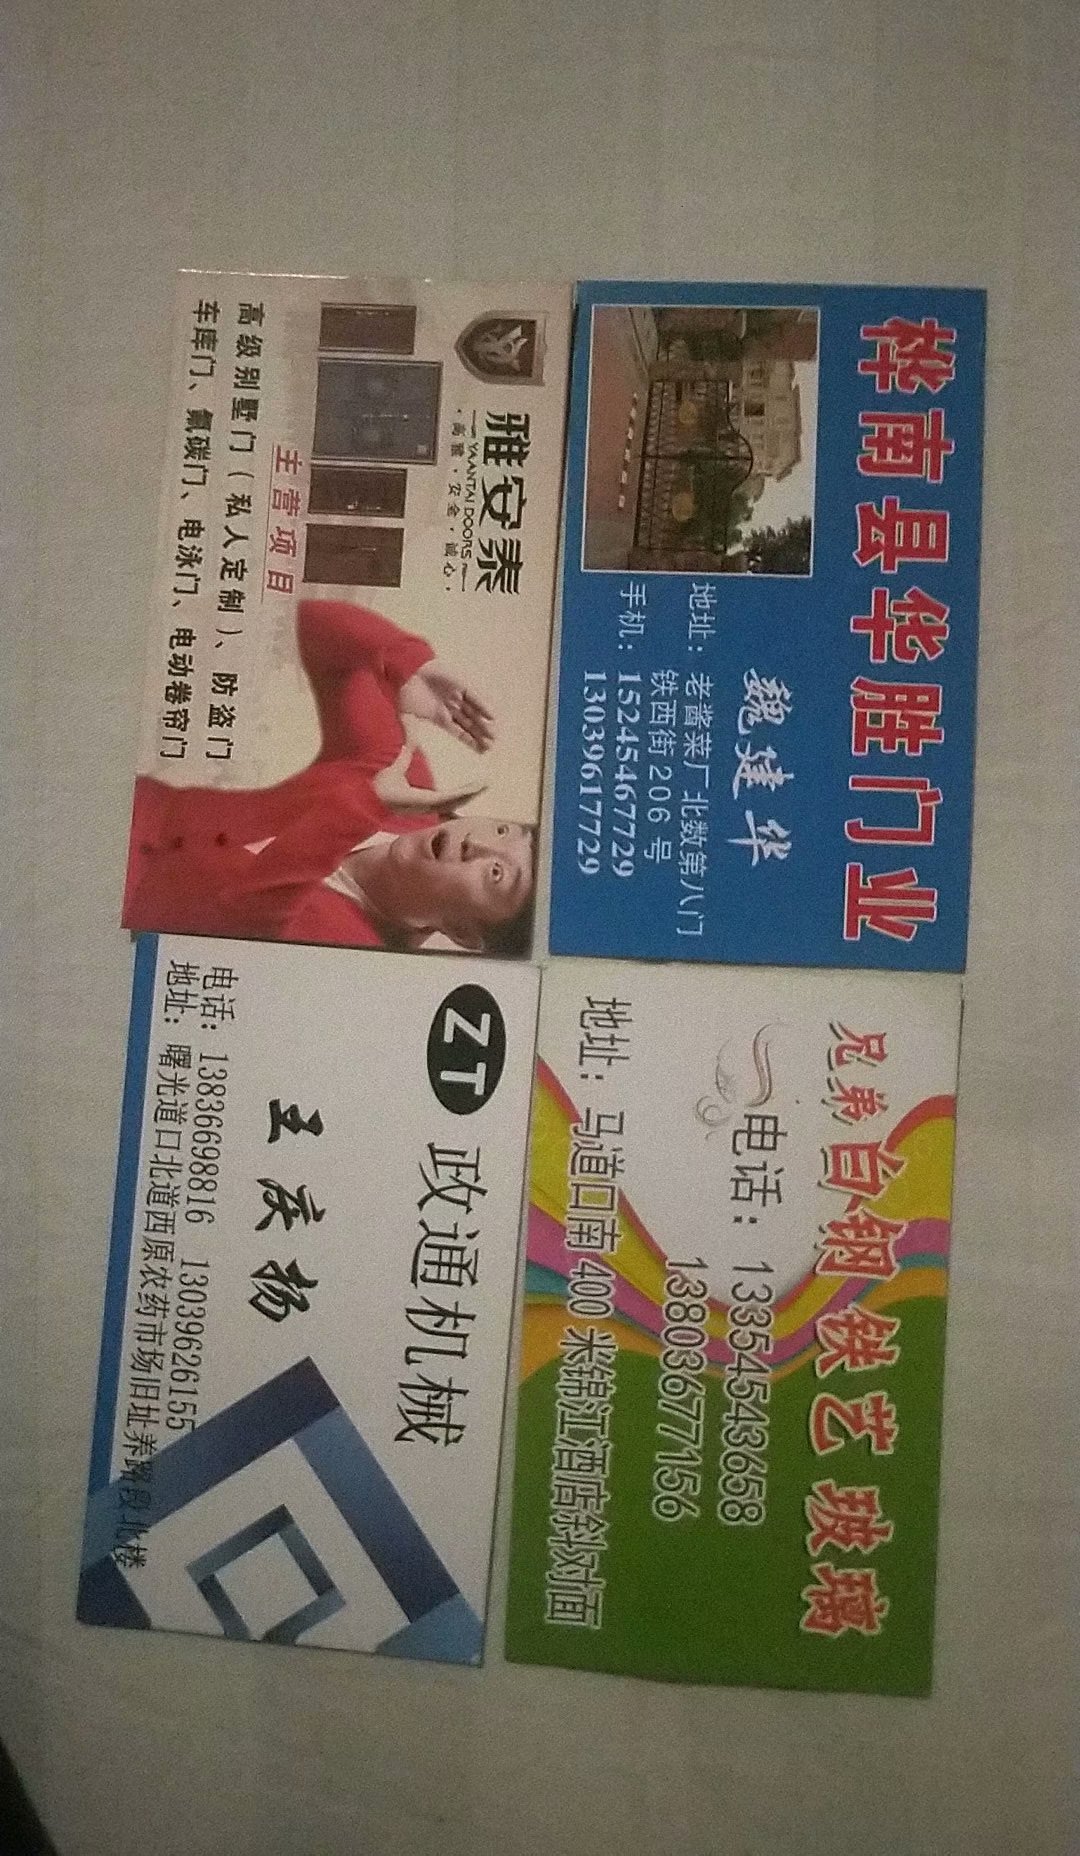 桦南县华胜门业
魏建华
地址：老酱菜厂北数第八门
铁西街206号
手机：15245467729
13039617729
雅安泰
YAANTAI DOORS
·高雅·安全·诚心·
主营项目
高级别墅门（私人定制）、防盗门
车库门、氟碳门、电泳门、电动卷帘门
兄弟白钢铁艺玻璃
电话：13354543658
13803677156
地址：马道口南400米锦江酒店斜对面
ZT
政通机械
王庆扬
电话：13836698816 13039626155
地址：曙光道口北道西原农药市场旧址养路段北楼